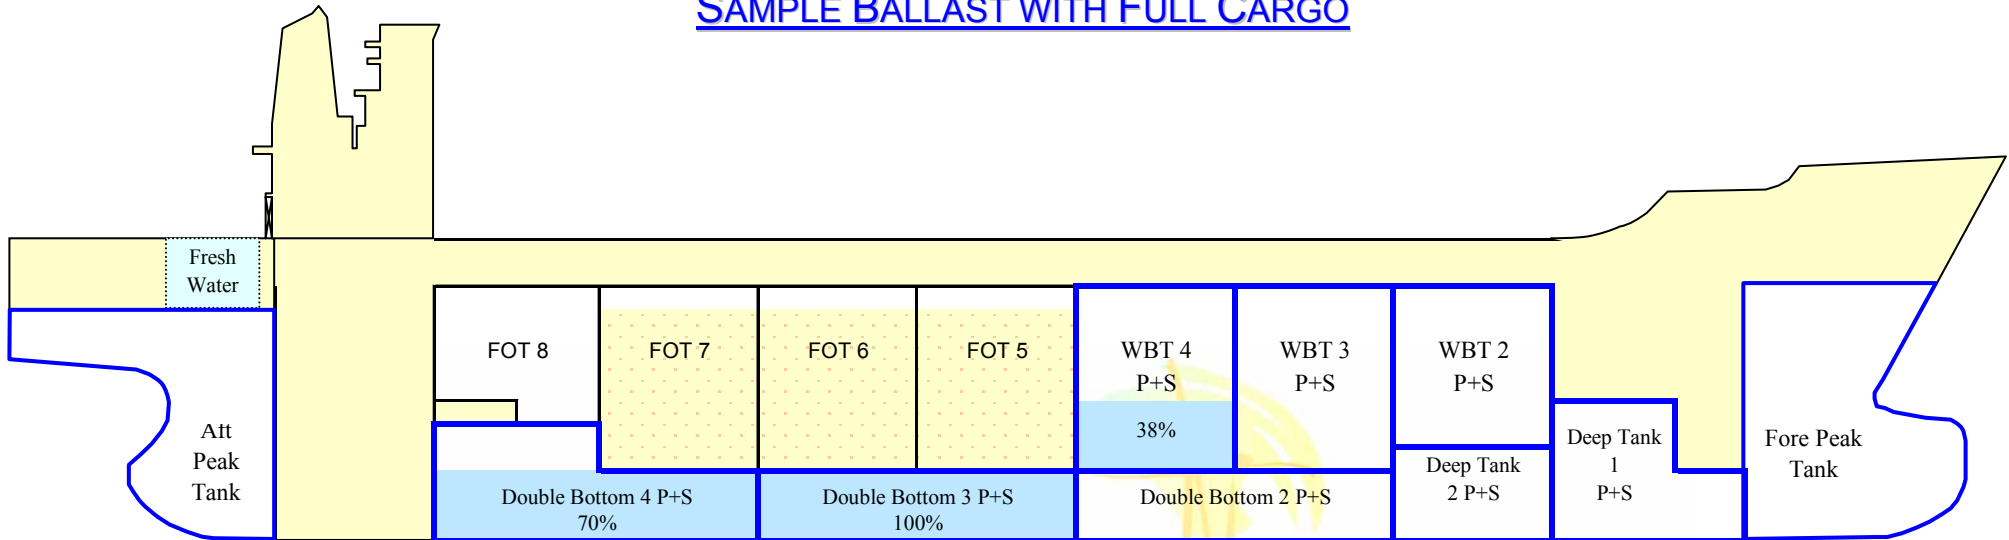 SAMPLE BALLAST WITH FULL CARGO
Fresh
Water
FOT 8
FOT 7
FOT 6
FOT 5
WBT 4
P+S
38%
WBT 3
P+S
WBT 2
P+S
Aft
Peak
Tank
Double Bottom 4 P+S
70%
Double Bottom 3 P+S
100%
Double Bottom 2 P+S
Deep Tank
2 P+S
Deep Tank
1
P+S
Fore Peak
Tank